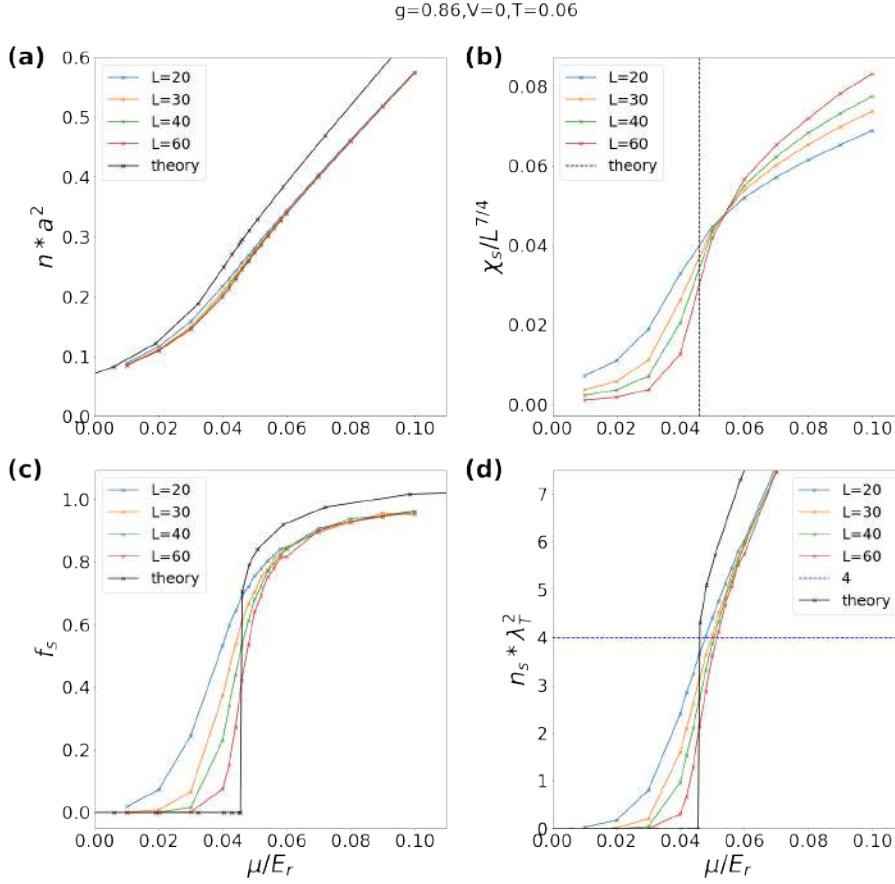 g=0.86,V=0,T=0.06
(a)
n * a²
0.6
0.5
0.4
0.3
0.2
0.1
0.0
0.00 0.02 0.04 0.06 0.08 0.10
L=20
L=30
L=40
L=60
theory
(b)
χₛ/L^{7/4}
0.08
0.06
0.04
0.02
0.00
0.00 0.02 0.04 0.06 0.08 0.10
L=20
L=30
L=40
L=60
theory
(c)
fₛ
1.0
0.8
0.6
0.4
0.2
0.0
0.00 0.02 0.04 0.06 0.08 0.10
μ/Eᵣ
L=20
L=30
L=40
L=60
theory
(d)
nₛ * λ_T²
7
6
5
4
3
2
1
0
0.00 0.02 0.04 0.06 0.08 0.10
μ/Eᵣ
L=20
L=30
L=40
L=60
4
theory